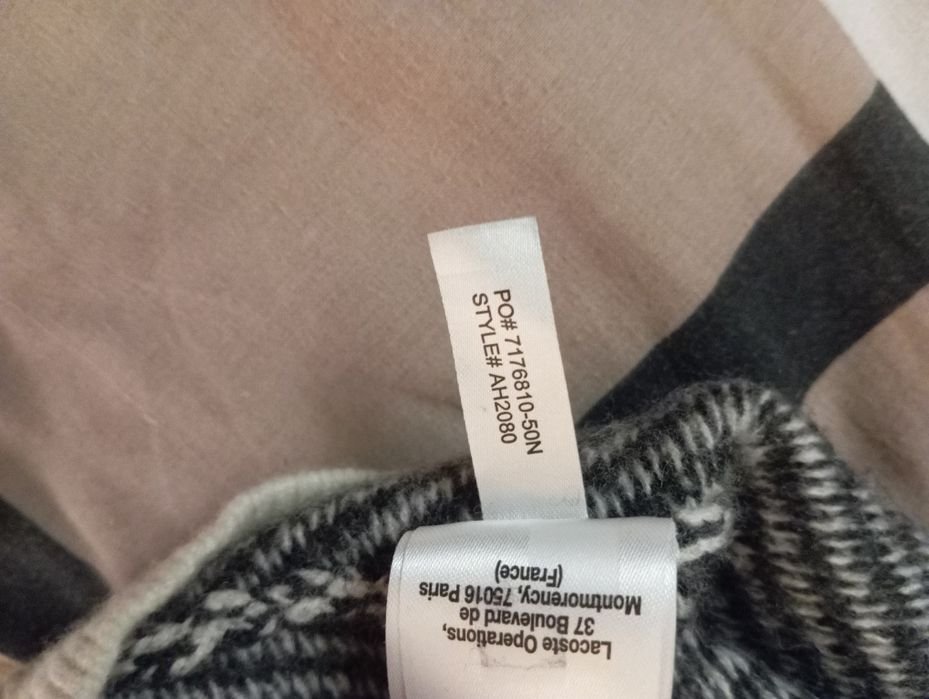 PO# 7176810-50N
STYLE# AH2080
Lacoste Operations,
37 Boulevard de
Montmorency, 75016 Paris
(France)